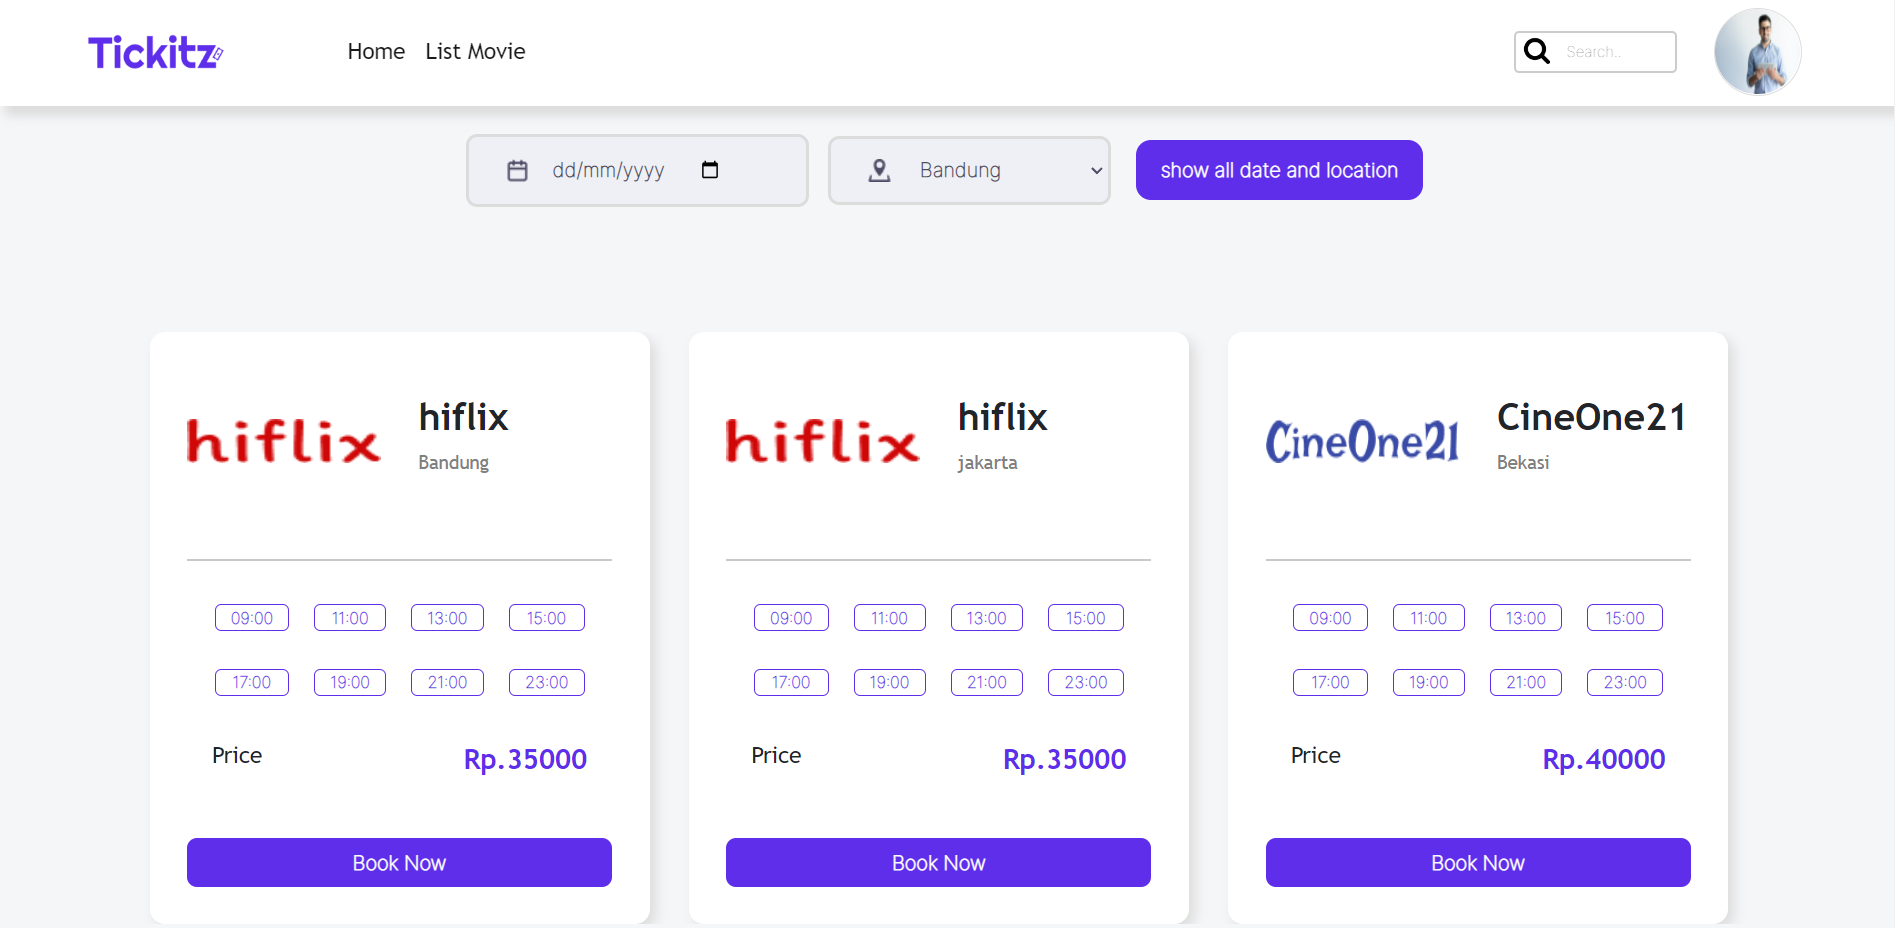 Tickitz
Home List Movie
Search..
dd/mm/yyyy
Bandung
show all date and location
hiflix
hiflix
Bandung
09:00 11:00 13:00 15:00
17:00 19:00 21:00 23:00
Price Rp.35000
Book Now
hiflix
hiflix
jakarta
09:00 11:00 13:00 15:00
17:00 19:00 21:00 23:00
Price Rp.35000
Book Now
CineOne21
CineOne21
Bekasi
09:00 11:00 13:00 15:00
17:00 19:00 21:00 23:00
Price Rp.40000
Book Now